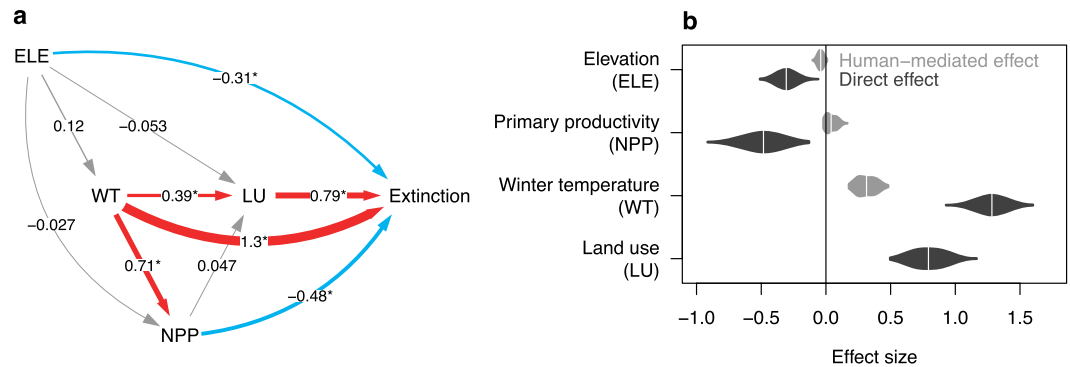 a
ELE
−0.31*
0.12
−0.053
WT
0.39*
LU
0.79*
Extinction
−0.027
1.3*
0.71*
0.047
−0.48*
NPP
b
Elevation
(ELE)
Primary productivity
(NPP)
Winter temperature
(WT)
Land use
(LU)
Human−mediated effect
Direct effect
−1.0 −0.5 0.0 0.5 1.0 1.5
Effect size